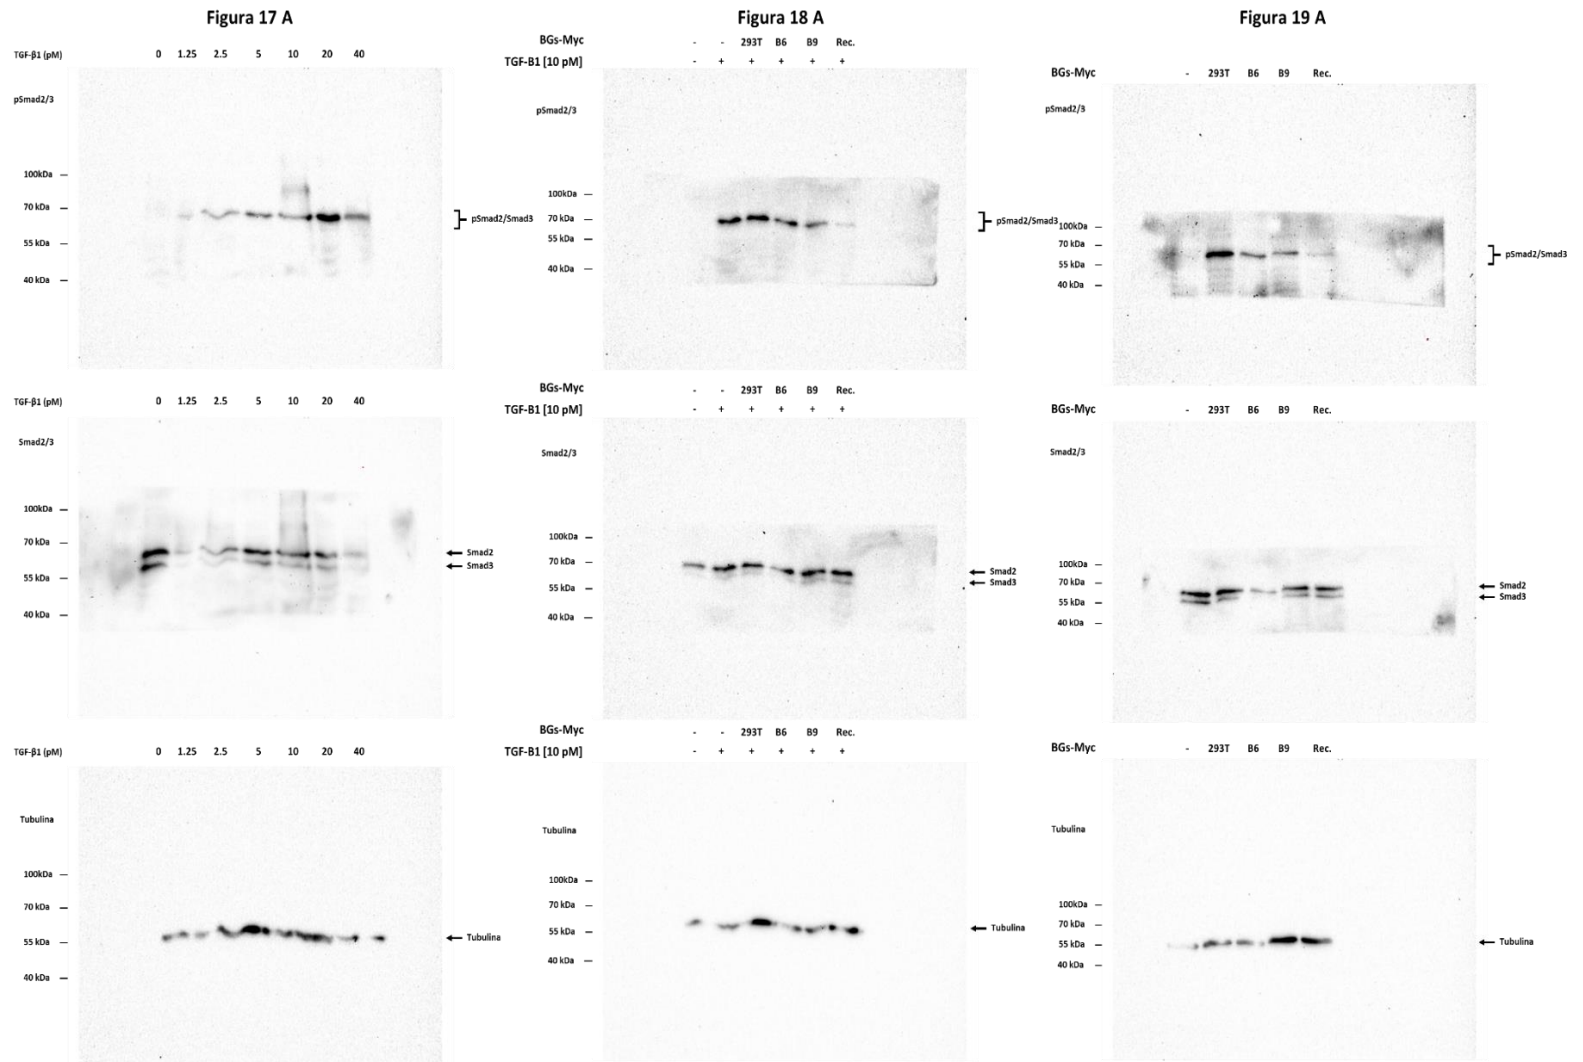 Figura 17 A
TGF-β1 (pM) 0 1.25 2.5 5 10 20 40
pSmad2/3
100kDa
70 kDa
pSmad2/Smad3
55 kDa
40 kDa
TGF-β1 (pM) 0 1.25 2.5 5 10 20 40
Smad2/3
100kDa
70 kDa
Smad2
Smad3
55 kDa
40 kDa
TGF-β1 (pM) 0 1.25 2.5 5 10 20 40
Tubulina
100kDa
70 kDa
55 kDa
Tubulina
40 kDa
Figura 18 A
BGs-Myc - - 293T B6 B9 Rec.
TGF-B1 [10 pM] - + + + + +
pSmad2/3
100kDa
70 kDa
pSmad2/Smad3
55 kDa
40 kDa
BGs-Myc - - 293T B6 B9 Rec.
TGF-B1 [10 pM] - + + + + +
Smad2/3
100kDa
70 kDa
Smad2
Smad3
55 kDa
40 kDa
BGs-Myc - - 293T B6 B9 Rec.
TGF-B1 [10 pM] - + + + + +
Tubulina
100kDa
70 kDa
55 kDa
Tubulina
40 kDa
Figura 19 A
BGs-Myc - 293T B6 B9 Rec.
pSmad2/3
100kDa
70 kDa
pSmad2/Smad3
55 kDa
40 kDa
BGs-Myc - 293T B6 B9 Rec.
Smad2/3
100kDa
70 kDa
Smad2
Smad3
55 kDa
40 kDa
BGs-Myc - 293T B6 B9 Rec.
Tubulina
100kDa
70 kDa
55 kDa
Tubulina
40 kDa